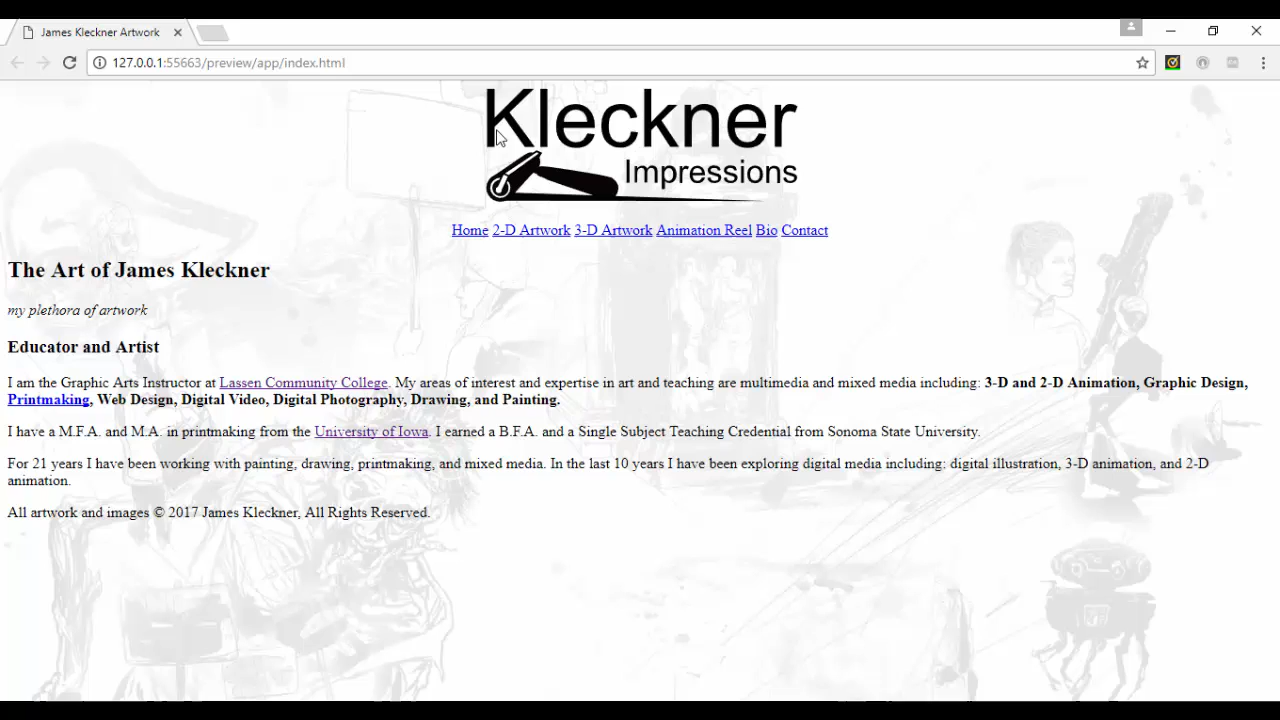 James Kleckner Artwork
127.0.0.1:55663/preview/app/index.html
Kleckner
Impressions
Home 2-D Artwork 3-D Artwork Animation Reel Bio Contact
The Art of James Kleckner
my plethora of artwork
Educator and Artist
I am the Graphic Arts Instructor at Lassen Community College. My areas of interest and expertise in art and teaching are multimedia and mixed media including: 3-D and 2-D Animation, Graphic Design,
Printmaking, Web Design, Digital Video, Digital Photography, Drawing, and Painting.
I have a M.F.A. and M.A. in printmaking from the University of Iowa. I earned a B.F.A. and a Single Subject Teaching Credential from Sonoma State University.
For 21 years I have been working with painting, drawing, printmaking, and mixed media. In the last 10 years I have been exploring digital media including: digital illustration, 3-D animation, and 2-D
animation.
All artwork and images © 2017 James Kleckner, All Rights Reserved.